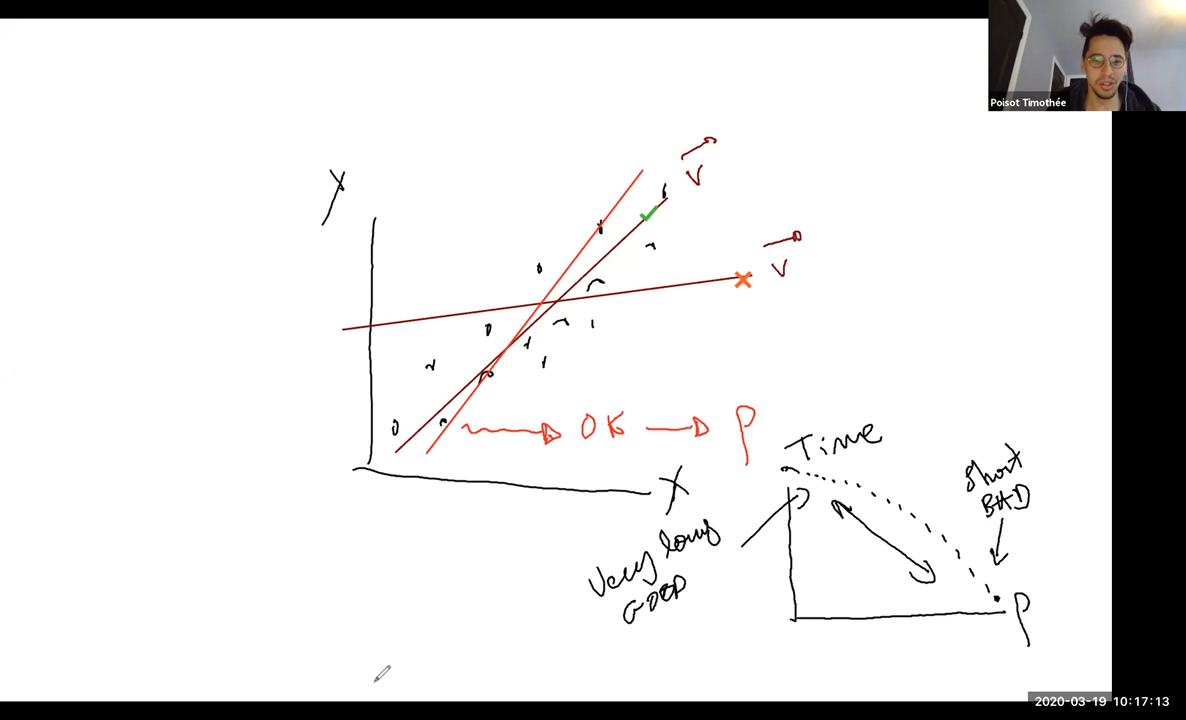 Poisot Timothée
Y
V
V
OK
P
X
Time
Short
BAD
Very long
GOOD
P
2020-03-19 10:17:13